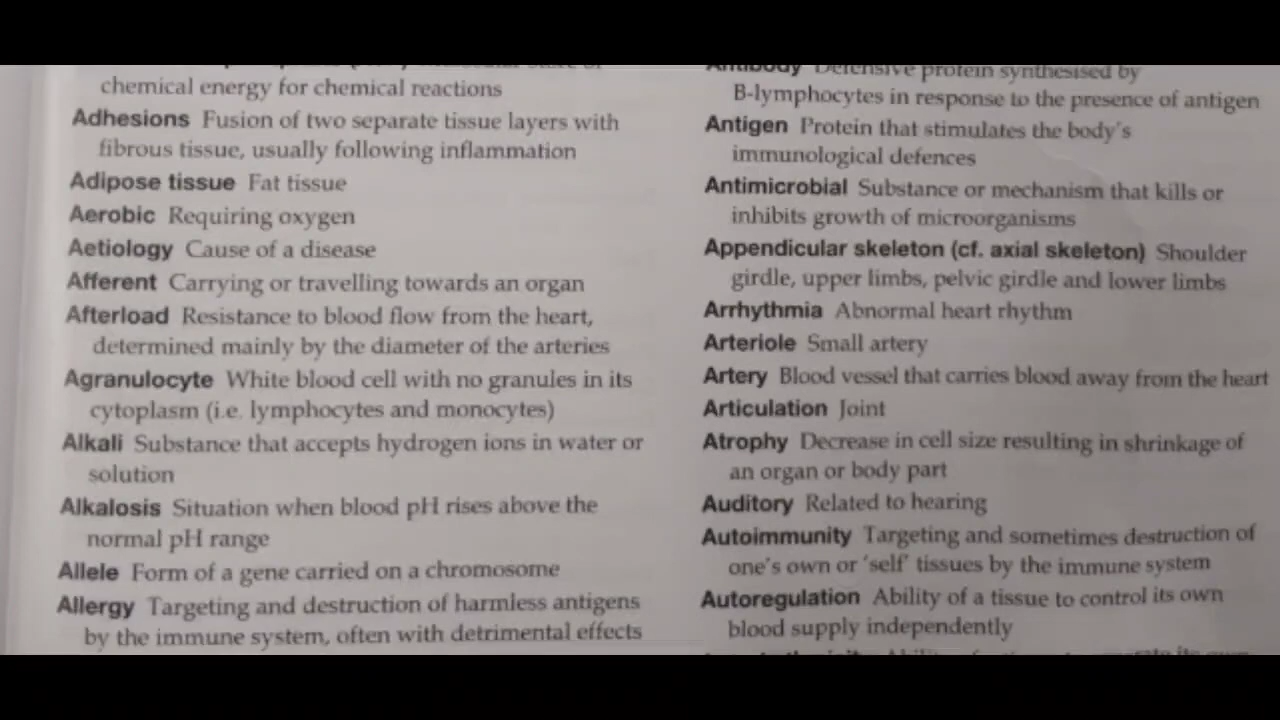 chemical energy for chemical reactions
Adhesions Fusion of two separate tissue layers with
fibrous tissue, usually following inflammation
Adipose tissue Fat tissue
Aerobic Requiring oxygen
Aetiology Cause of a disease
Afferent Carrying or travelling towards an organ
Afterload Resistance to blood flow from the heart,
determined mainly by the diameter of the arteries
Agranulocyte White blood cell with no granules in its
cytoplasm (i.e. lymphocytes and monocytes)
Alkali Substance that accepts hydrogen ions in water or
solution
Alkalosis Situation when blood pH rises above the
normal pH range
Allele Form of a gene carried on a chromosome
Allergy Targeting and destruction of harmless antigens
by the immune system, often with detrimental effects
Antibody Defensive protein synthesised by
B-lymphocytes in response to the presence of antigen
Antigen Protein that stimulates the body's
immunological defences
Antimicrobial Substance or mechanism that kills or
inhibits growth of microorganisms
Appendicular skeleton (cf. axial skeleton) Shoulder
girdle, upper limbs, pelvic girdle and lower limbs
Arrhythmia Abnormal heart rhythm
Arteriole Small artery
Artery Blood vessel that carries blood away from the heart
Articulation Joint
Atrophy Decrease in cell size resulting in shrinkage of
an organ or body part
Auditory Related to hearing
Autoimmunity Targeting and sometimes destruction of
one's own or 'self' tissues by the immune system
Autoregulation Ability of a tissue to control its own
blood supply independently